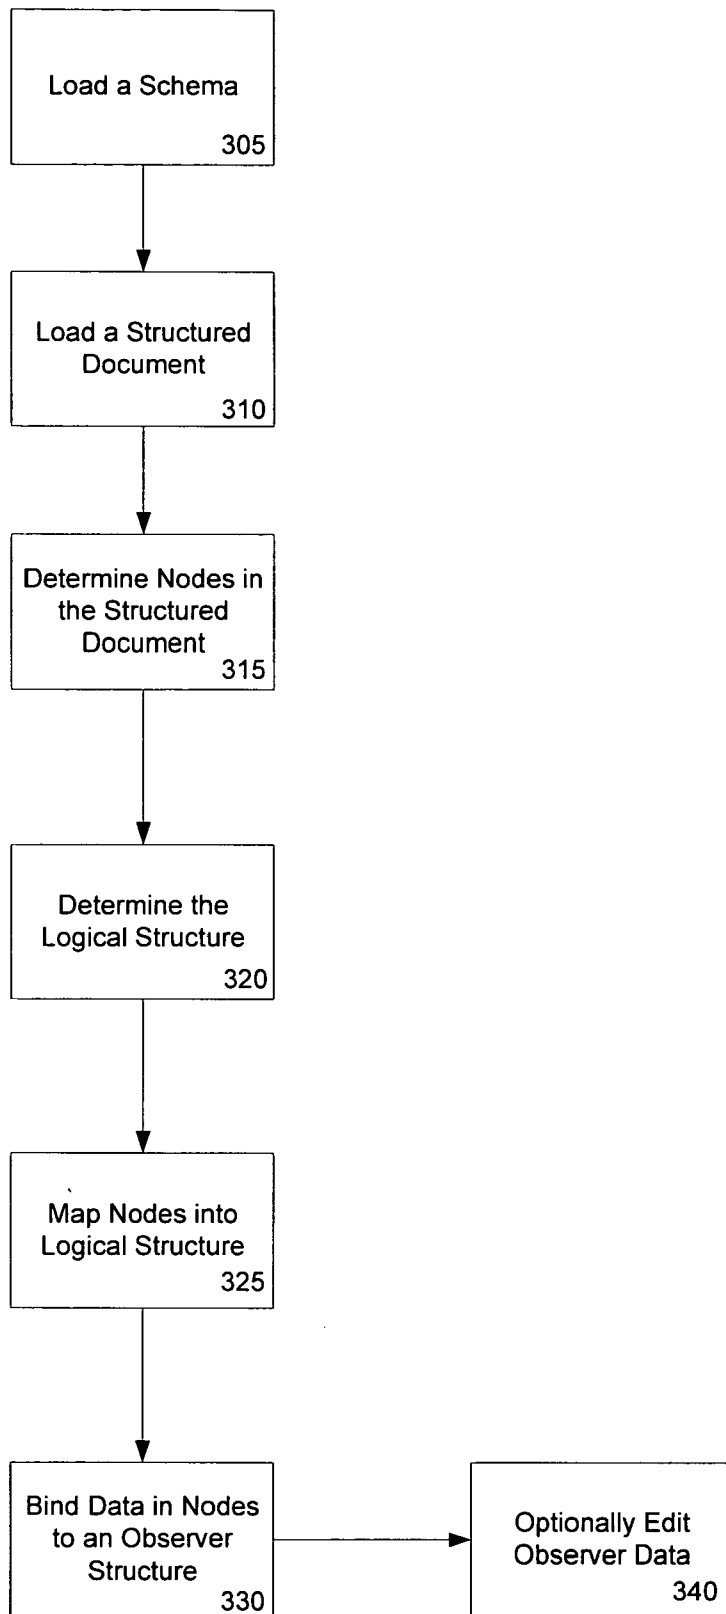 Load a Schema
305
Load a Structured
Document
310
Determine Nodes in
the Structured
Document
315
Determine the
Logical Structure
320
Map Nodes into
Logical Structure
325
Bind Data in Nodes
to an Observer
Structure
330
Optionally Edit
Observer Data
340